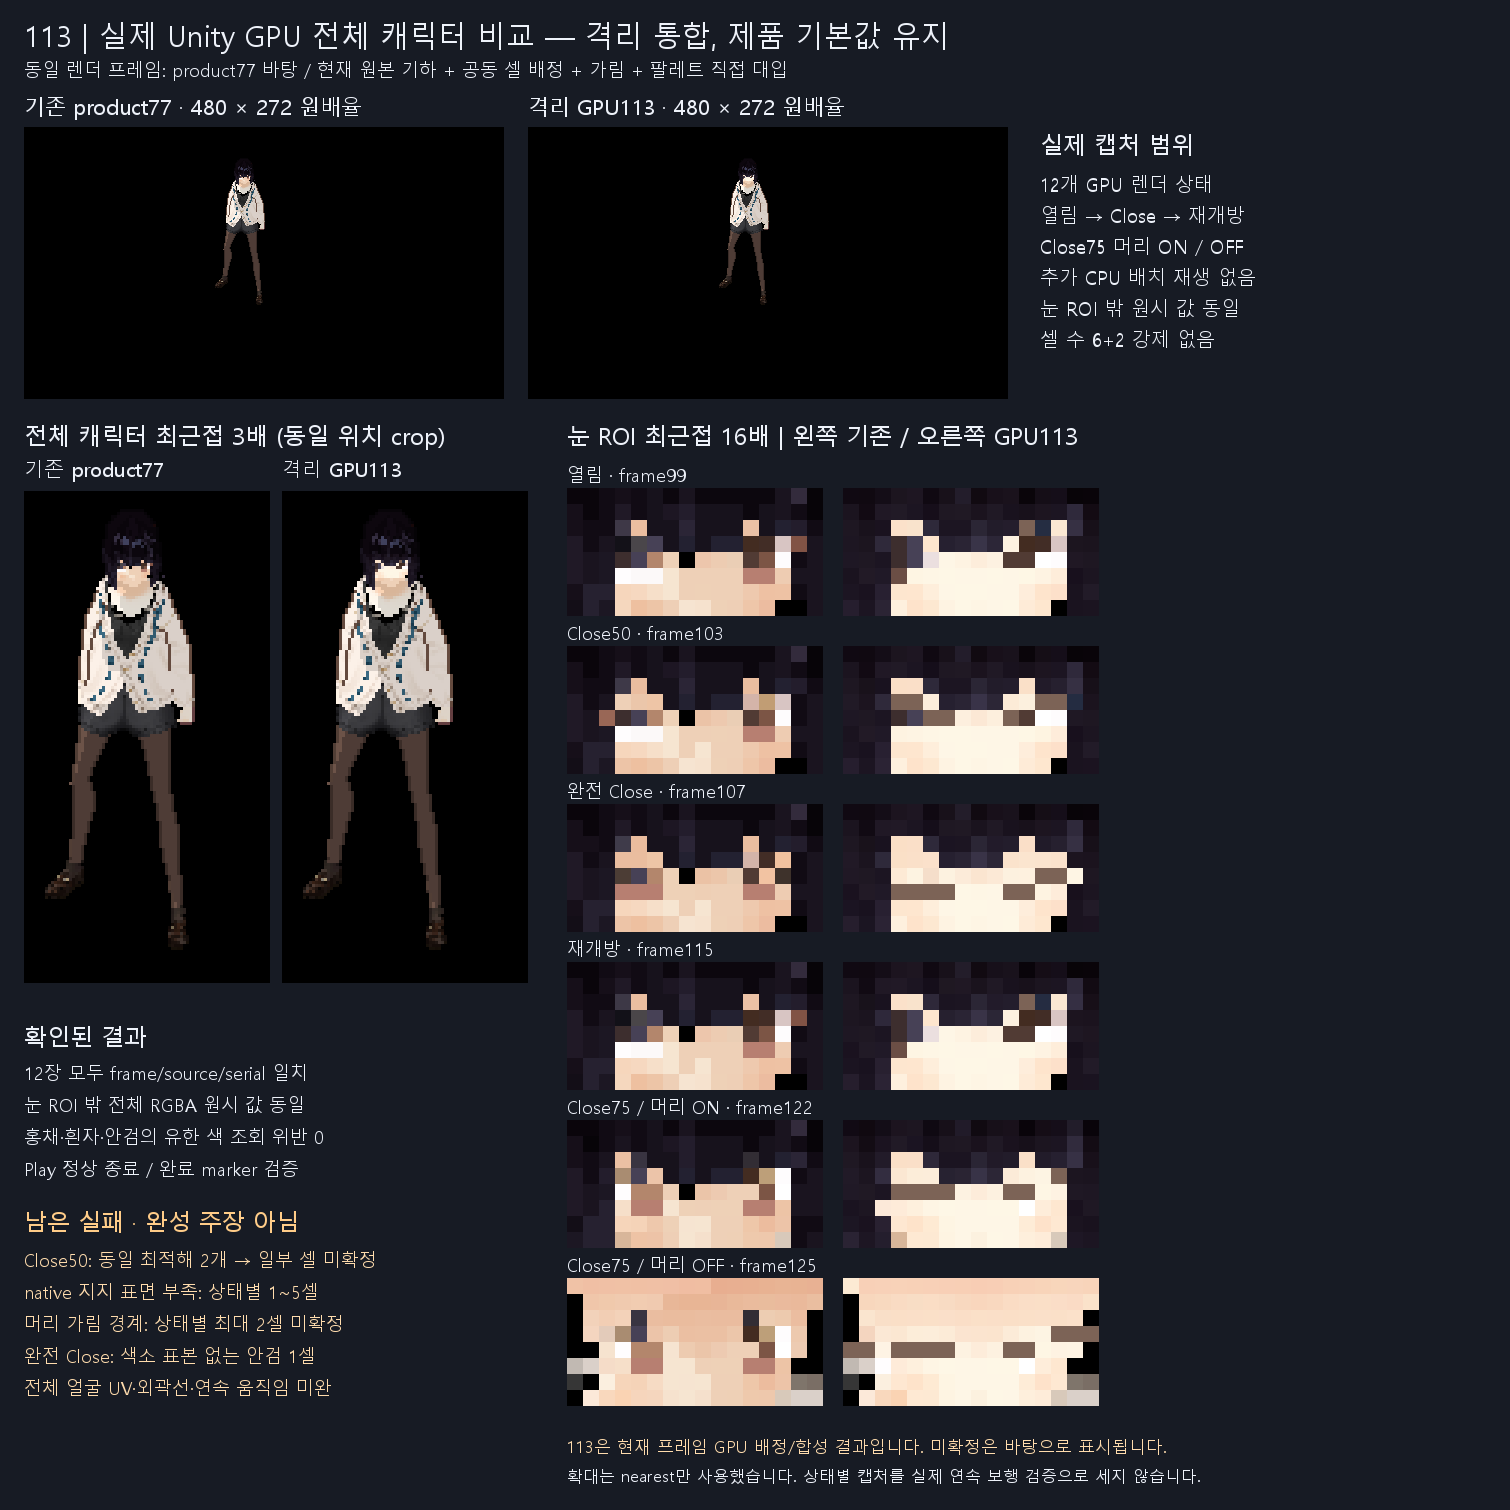 113 | 실제 Unity GPU 전체 캐릭터 비교 — 격리 통합, 제품 기본값 유지
동일 렌더 프레임: product77 바탕 / 현재 원본 기하 + 공동 셀 배정 + 가림 + 팔레트 직접 대입
기존 product77 · 480 × 272 원배율
격리 GPU113 · 480 × 272 원배율
실제 캡처 범위
12개 GPU 렌더 상태
열림 → Close → 재개방
Close75 머리 ON / OFF
추가 CPU 배치 재생 없음
눈 ROI 밖 원시 값 동일
셀 수 6+2 강제 없음
전체 캐릭터 최근접 3배 (동일 위치 crop)
기존 product77
격리 GPU113
눈 ROI 최근접 16배 | 왼쪽 기존 / 오른쪽 GPU113
열림 · frame99
Close50 · frame103
완전 Close · frame107
재개방 · frame115
Close75 / 머리 ON · frame122
Close75 / 머리 OFF · frame125
확인된 결과
12장 모두 frame/source/serial 일치
눈 ROI 밖 전체 RGBA 원시 값 동일
홍채·흰자·안검의 유한 색 조회 위반 0
Play 정상 종료 / 완료 marker 검증
남은 실패 · 완성 주장 아님
Close50: 동일 최적해 2개 → 일부 셀 미확정
native 지지 표면 부족: 상태별 1~5셀
머리 가림 경계: 상태별 최대 2셀 미확정
완전 Close: 색소 표본 없는 안검 1셀
전체 얼굴 UV·외곽선·연속 움직임 미완
113은 현재 프레임 GPU 배정/합성 결과입니다. 미확정은 바탕으로 표시됩니다.
확대는 nearest만 사용했습니다. 상태별 캡처를 실제 연속 보행 검증으로 세지 않습니다.